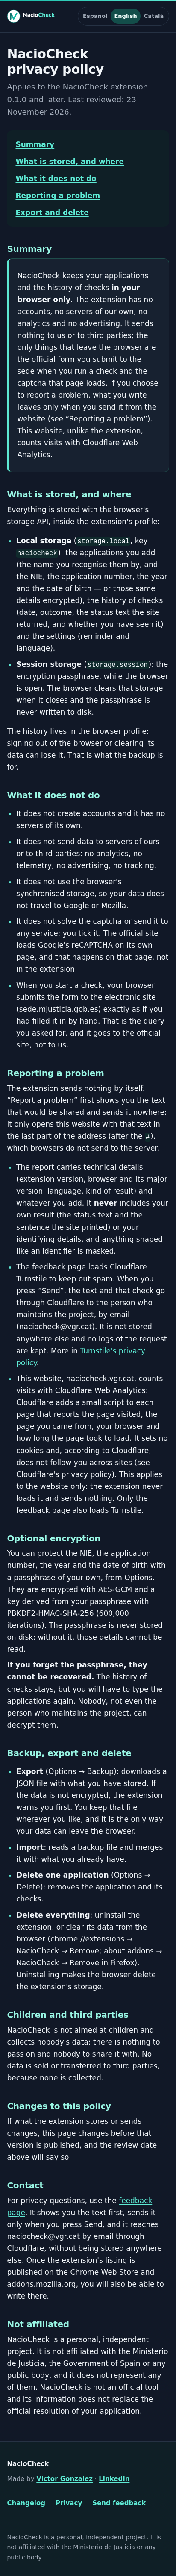 NacioCheck
Español English Català
NacioCheck
privacy policy
Applies to the NacioCheck extension
0.1.0 and later. Last reviewed: 23
November 2026.
Summary
What is stored, and where
What it does not do
Reporting a problem
Export and delete
Summary
NacioCheck keeps your applications
and the history of checks in your
browser only. The extension has no
accounts, no servers of our own, no
analytics and no advertising. It sends
nothing to us or to third parties; the
only things that leave the browser are
the official form you submit to the
sede when you run a check and the
captcha that page loads. If you choose
to report a problem, what you write
leaves only when you send it from the
website (see “Reporting a problem”).
This website, unlike the extension,
counts visits with Cloudflare Web
Analytics.
What is stored, and where
Everything is stored with the browser's
storage API, inside the extension's profile:
• Local storage (storage.local, key
naciocheck): the applications you add
(the name you recognise them by, and
the NIE, the application number, the year
and the date of birth — or those same
details encrypted), the history of checks
(date, outcome, the status text the site
returned, and whether you have seen it)
and the settings (reminder and
language).
• Session storage (storage.session): the
encryption passphrase, while the browser
is open. The browser clears that storage
when it closes and the passphrase is
never written to disk.
The history lives in the browser profile:
signing out of the browser or clearing its
data can lose it. That is what the backup is
for.
What it does not do
• It does not create accounts and it has no
servers of its own.
• It does not send data to servers of ours
or to third parties: no analytics, no
telemetry, no advertising, no tracking.
• It does not use the browser's
synchronised storage, so your data does
not travel to Google or Mozilla.
• It does not solve the captcha or send it to
any service: you tick it. The official site
loads Google's reCAPTCHA on its own
page, and that happens on that page, not
in the extension.
• When you start a check, your browser
submits the form to the electronic site
(sede.mjusticia.gob.es) exactly as if you
had filled it in by hand. That is the query
you asked for, and it goes to the official
site, not to us.
Reporting a problem
The extension sends nothing by itself.
“Report a problem” first shows you the text
that would be shared and sends it nowhere:
it only opens this website with that text in
the last part of the address (after the #),
which browsers do not send to the server.
• The report carries technical details
(extension version, browser and its major
version, language, kind of result) and
whatever you add. It never includes your
own result (the status text and the
sentence the site printed) or your
identifying details, and anything shaped
like an identifier is masked.
• The feedback page loads Cloudflare
Turnstile to keep out spam. When you
press “Send”, the text and that check go
through Cloudflare to the person who
maintains the project, by email
(naciocheck@vgr.cat). It is not stored
anywhere else and no logs of the request
are kept. More in Turnstile's privacy
policy.
• This website, naciocheck.vgr.cat, counts
visits with Cloudflare Web Analytics:
Cloudflare adds a small script to each
page that reports the page visited, the
page you came from, your browser and
how long the page took to load. It sets no
cookies and, according to Cloudflare,
does not follow you across sites (see
Cloudflare's privacy policy). This applies
to the website only: the extension never
loads it and sends nothing. Only the
feedback page also loads Turnstile.
Optional encryption
You can protect the NIE, the application
number, the year and the date of birth with
a passphrase of your own, from Options.
They are encrypted with AES-GCM and a
key derived from your passphrase with
PBKDF2-HMAC-SHA-256 (600,000
iterations). The passphrase is never stored
on disk: without it, those details cannot be
read.
If you forget the passphrase, they
cannot be recovered. The history of
checks stays, but you will have to type the
applications again. Nobody, not even the
person who maintains the project, can
decrypt them.
Backup, export and delete
• Export (Options → Backup): downloads a
JSON file with what you have stored. If
the data is not encrypted, the extension
warns you first. You keep that file
wherever you like, and it is the only way
your data can leave the browser.
• Import: reads a backup file and merges
it with what you already have.
• Delete one application (Options →
Delete): removes the application and its
checks.
• Delete everything: uninstall the
extension, or clear its data from the
browser (chrome://extensions →
NacioCheck → Remove; about:addons →
NacioCheck → Remove in Firefox).
Uninstalling makes the browser delete
the extension's storage.
Children and third parties
NacioCheck is not aimed at children and
collects nobody's data: there is nothing to
pass on and nobody to share it with. No
data is sold or transferred to third parties,
because none is collected.
Changes to this policy
If what the extension stores or sends
changes, this page changes before that
version is published, and the review date
above will say so.
Contact
For privacy questions, use the feedback
page. It shows you the text first, sends it
only when you press Send, and it reaches
naciocheck@vgr.cat by email through
Cloudflare, without being stored anywhere
else. Once the extension's listing is
published on the Chrome Web Store and
addons.mozilla.org, you will also be able to
write there.
Not affiliated
NacioCheck is a personal, independent
project. It is not affiliated with the Ministerio
de Justicia, the Government of Spain or any
public body, and it does not represent any
of them. NacioCheck is not an official tool
and its information does not replace the
official resolution of your application.
NacioCheck
Made by Victor Gonzalez · LinkedIn
Changelog Privacy Send feedback
NacioCheck is a personal, independent project. It is
not affiliated with the Ministerio de Justicia or any
public body.